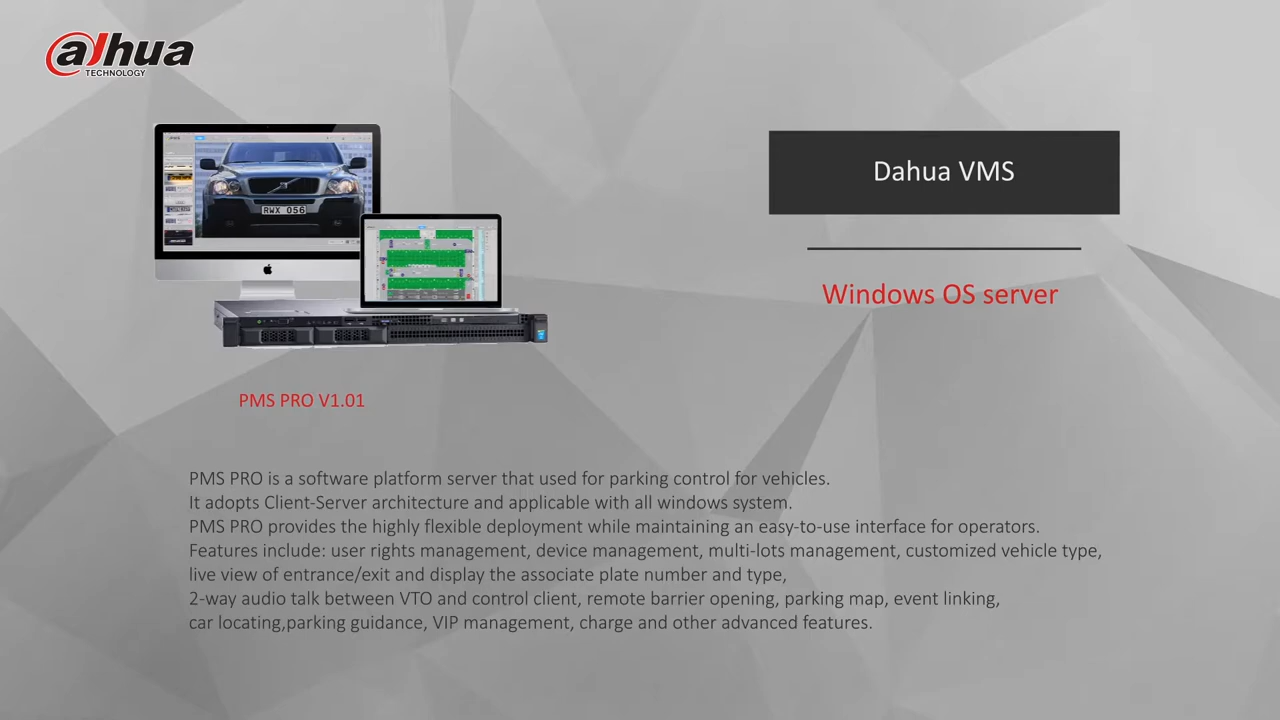 alhua
TECHNOLOGY
Dahua VMS
RWX 056
Windows OS server
PMS PRO V1.01
PMS PRO is a software platform server that used for parking control for vehicles.
It adopts Client-Server architecture and applicable with all windows system.
PMS PRO provides the highly flexible deployment while maintaining an easy-to-use interface for operators.
Features include: user rights management, device management, multi-lots management, customized vehicle type,
live view of entrance/exit and display the associate plate number and type,
2-way audio talk between VTO and control client, remote barrier opening, parking map, event linking,
car locating,parking guidance, VIP management, charge and other advanced features.